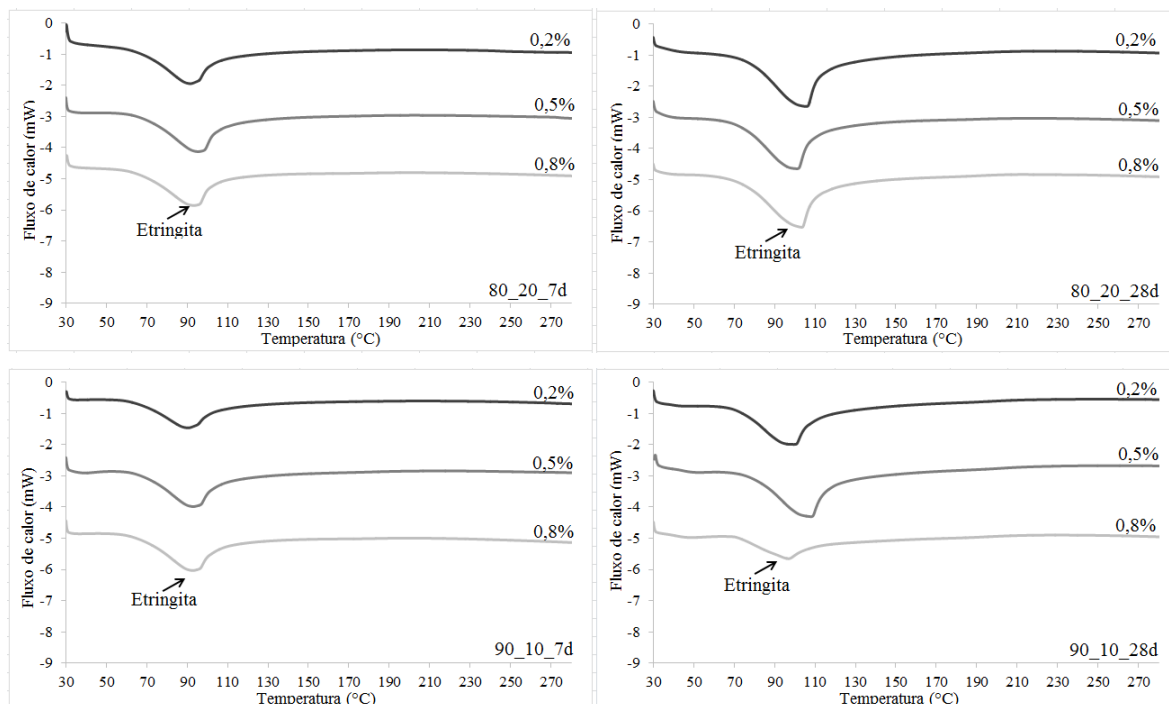 Fluxo de calor (mW)
0
-1
-2
-3
-4
-5
-6
-7
-8
-9
0,2%
0,5%
0,8%
Etringita
80_20_7d
30 50 70 90 110 130 150 170 190 210 230 250 270
Temperatura (°C)
Fluxo de calor (mW)
0
-1
-2
-3
-4
-5
-6
-7
-8
-9
0,2%
0,5%
0,8%
Etringita
80_20_28d
30 50 70 90 110 130 150 170 190 210 230 250 270
Temperatura (°C)
Fluxo de calor (mW)
0
-1
-2
-3
-4
-5
-6
-7
-8
-9
0,2%
0,5%
0,8%
Etringita
90_10_7d
30 50 70 90 110 130 150 170 190 210 230 250 270
Temperatura (°C)
Fluxo de calor (mW)
0
-1
-2
-3
-4
-5
-6
-7
-8
-9
0,2%
0,5%
0,8%
Etringita
90_10_28d
30 50 70 90 110 130 150 170 190 210 230 250 270
Temperatura (°C)